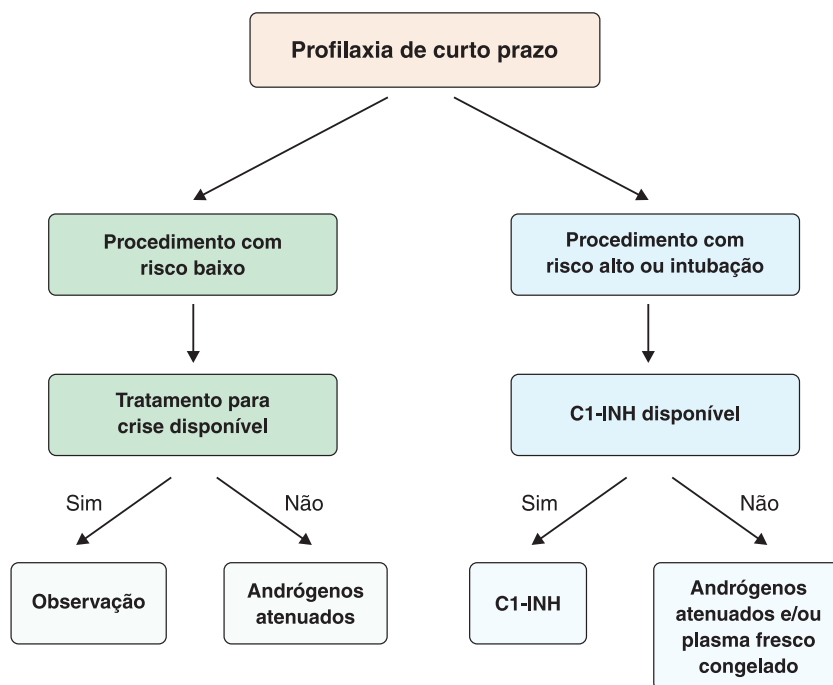 Profilaxia de curto prazo
Procedimento com
risco baixo
Procedimento com
risco alto ou intubação
Tratamento para
crise disponível
C1-INH disponível
Sim
Não
Sim
Não
Observação
Andrógenos
atenuados
C1-INH
Andrógenos
atenuados e/ou
plasma fresco
congelado